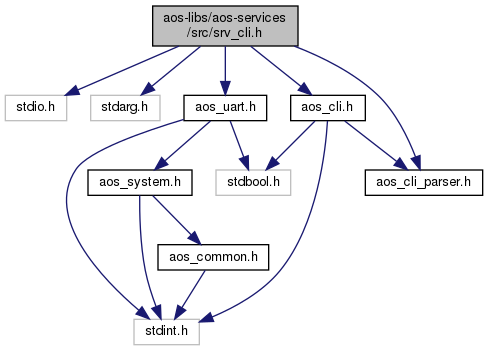 aos-libs/aos-services
/src/srv_cli.h
stdio.h
stdarg.h
aos_uart.h
aos_cli.h
aos_system.h
stdbool.h
aos_cli_parser.h
aos_common.h
stdint.h